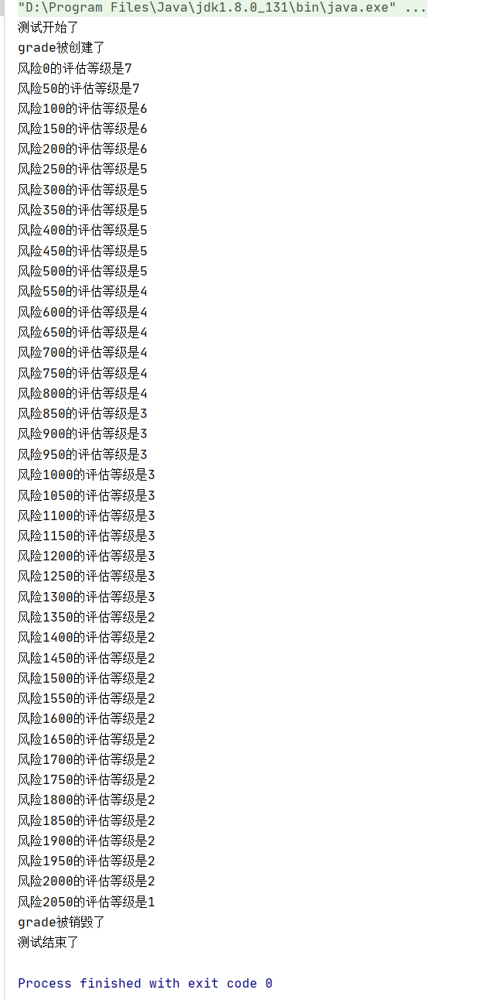 "D:\Program Files\Java\jdk1.8.0_131\bin\java.exe" ...
测试开始了
grade被创建了
风险0的评估等级是7
风险50的评估等级是7
风险100的评估等级是6
风险150的评估等级是6
风险200的评估等级是6
风险250的评估等级是5
风险300的评估等级是5
风险350的评估等级是5
风险400的评估等级是5
风险450的评估等级是5
风险500的评估等级是5
风险550的评估等级是4
风险600的评估等级是4
风险650的评估等级是4
风险700的评估等级是4
风险750的评估等级是4
风险800的评估等级是4
风险850的评估等级是3
风险900的评估等级是3
风险950的评估等级是3
风险1000的评估等级是3
风险1050的评估等级是3
风险1100的评估等级是3
风险1150的评估等级是3
风险1200的评估等级是3
风险1250的评估等级是3
风险1300的评估等级是3
风险1350的评估等级是2
风险1400的评估等级是2
风险1450的评估等级是2
风险1500的评估等级是2
风险1550的评估等级是2
风险1600的评估等级是2
风险1650的评估等级是2
风险1700的评估等级是2
风险1750的评估等级是2
风险1800的评估等级是2
风险1850的评估等级是2
风险1900的评估等级是2
风险1950的评估等级是2
风险2000的评估等级是2
风险2050的评估等级是1
grade被销毁了
测试结束了
Process finished with exit code 0